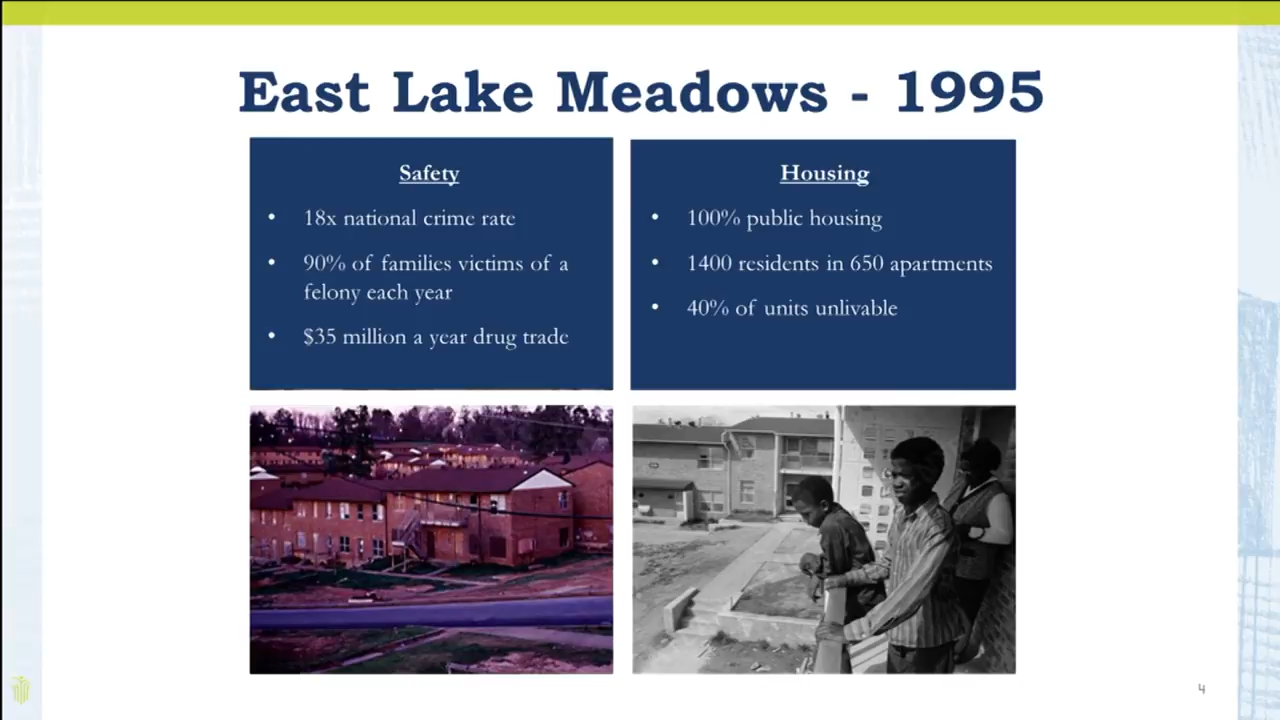 East Lake Meadows - 1995
Safety
• 18x national crime rate
• 90% of families victims of a
felony each year
• $35 million a year drug trade
Housing
• 100% public housing
• 1400 residents in 650 apartments
• 40% of units unlivable
4